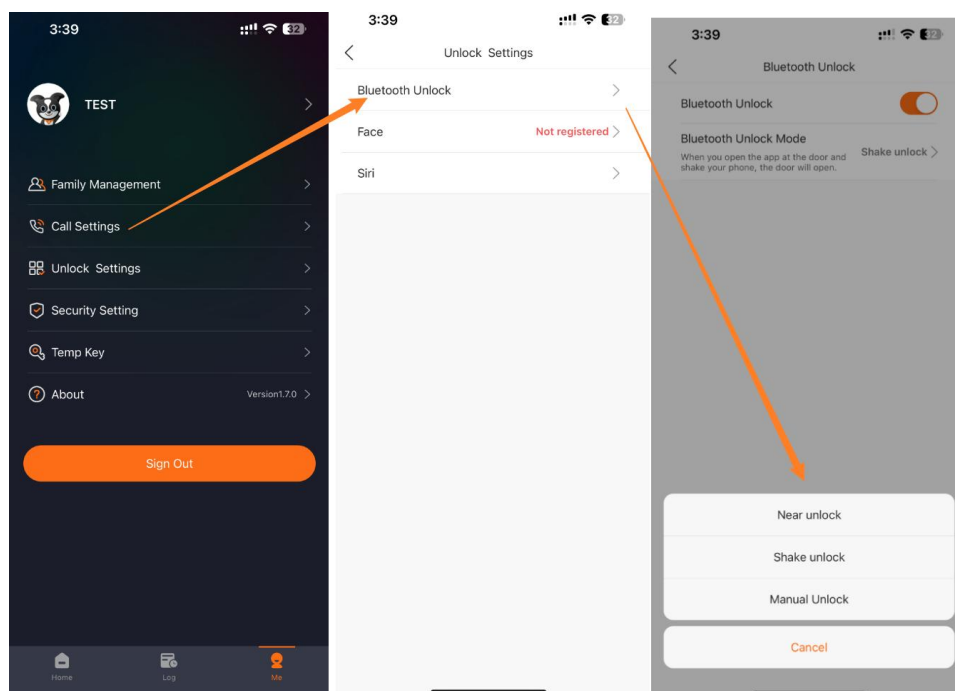 3:39
32
TEST
Family Management
Call Settings
Unlock Settings
Security Setting
Temp Key
About
Version1.7.0
Sign Out
Home
Log
Me
3:39
32
Unlock Settings
Bluetooth Unlock
Face
Not registered
Siri
3:39
32
Bluetooth Unlock
Bluetooth Unlock
Bluetooth Unlock Mode
When you open the app at the door and
shake your phone, the door will open.
Shake unlock
Near unlock
Shake unlock
Manual Unlock
Cancel